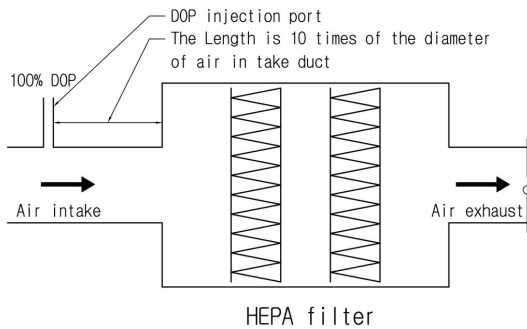 DOP injection port
The Length is 10 times of the diameter
of air in take duct
100% DOP
Air intake
Air exhaust
HEPA filter